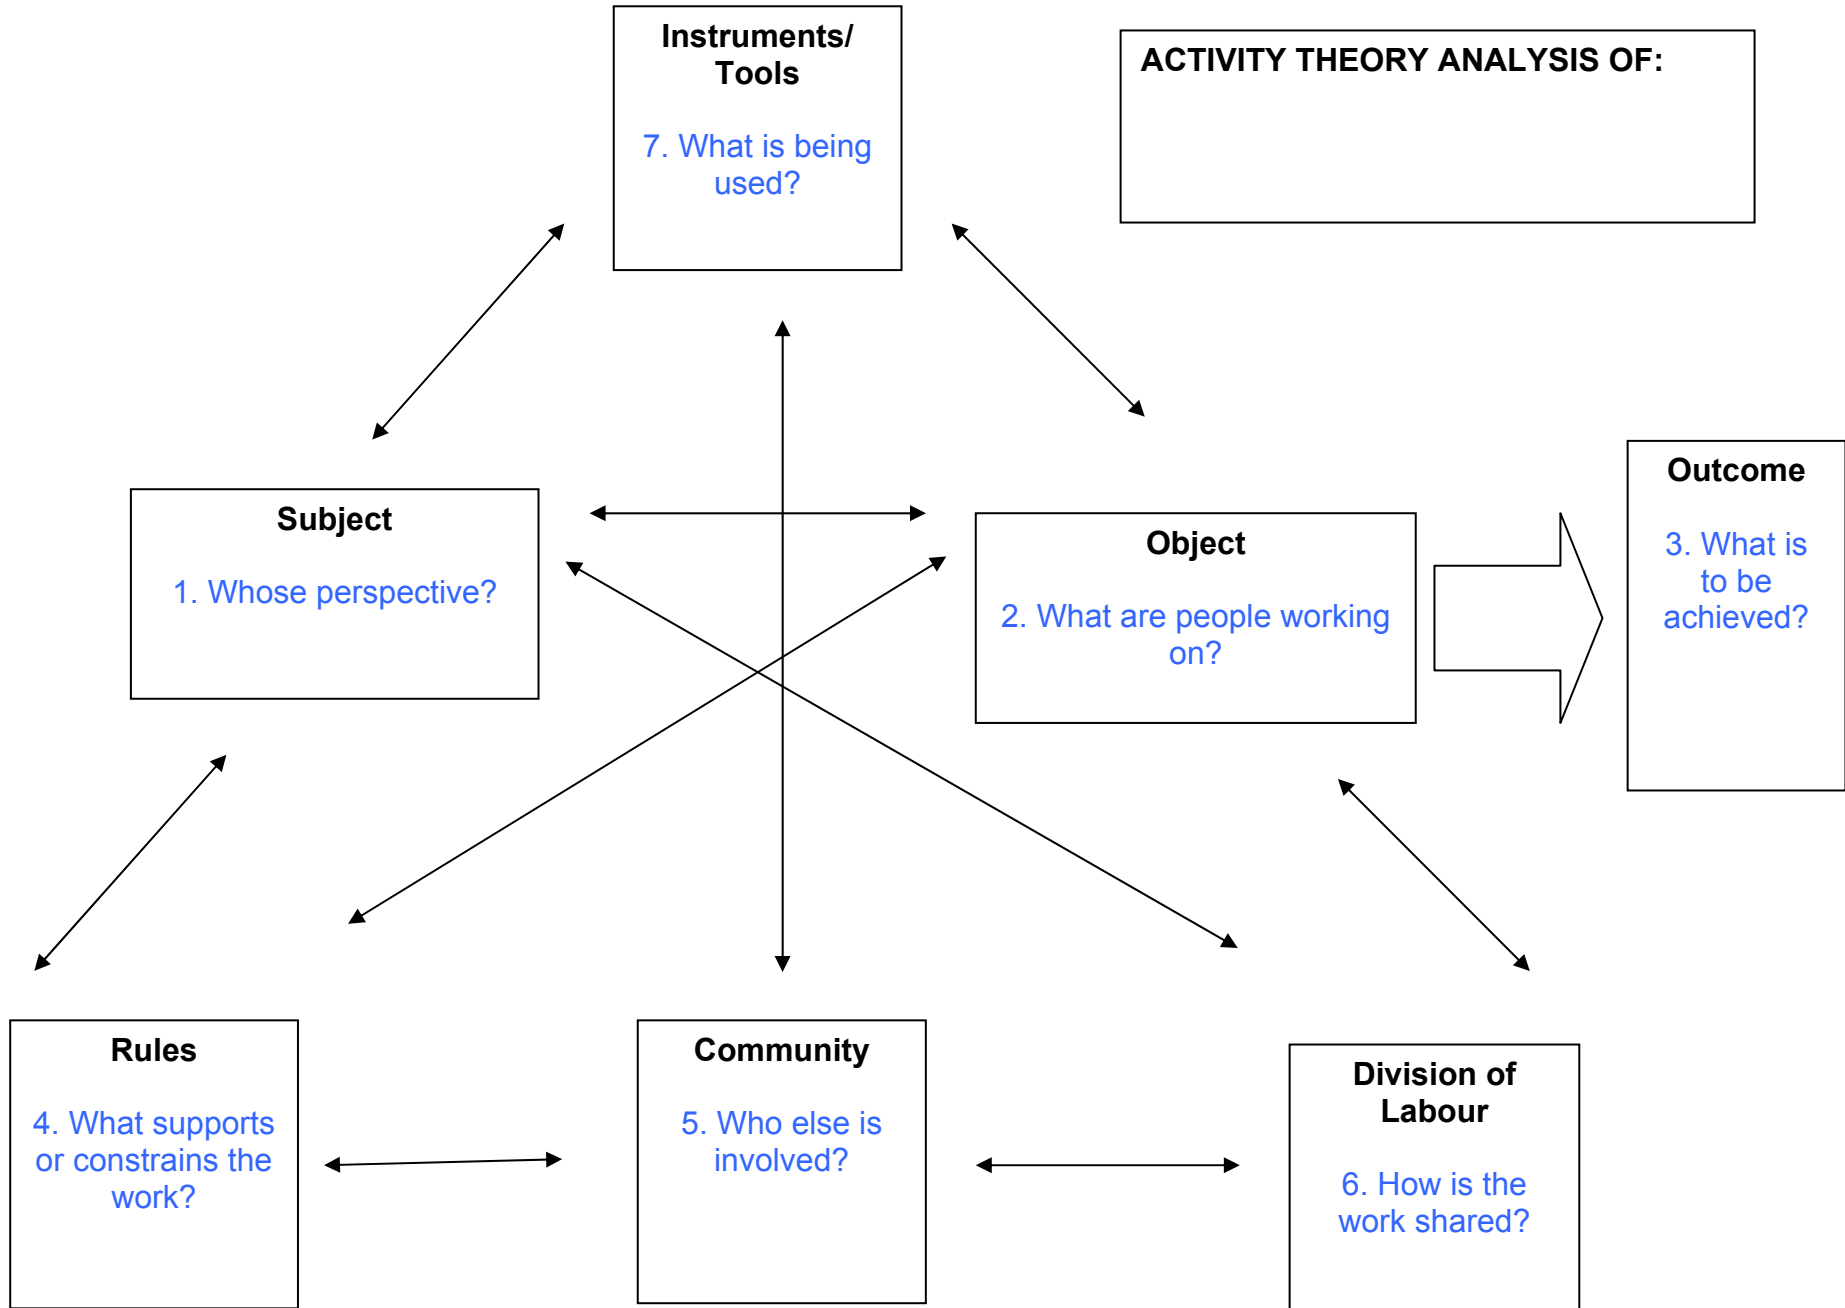 Instruments/
Tools
7. What is being
used?
ACTIVITY THEORY ANALYSIS OF:
Subject
1. Whose perspective?
Object
2. What are people working
on?
Outcome
3. What is
to be
achieved?
Rules
4. What supports
or constrains the
work?
Community
5. Who else is
involved?
Division of
Labour
6. How is the
work shared?